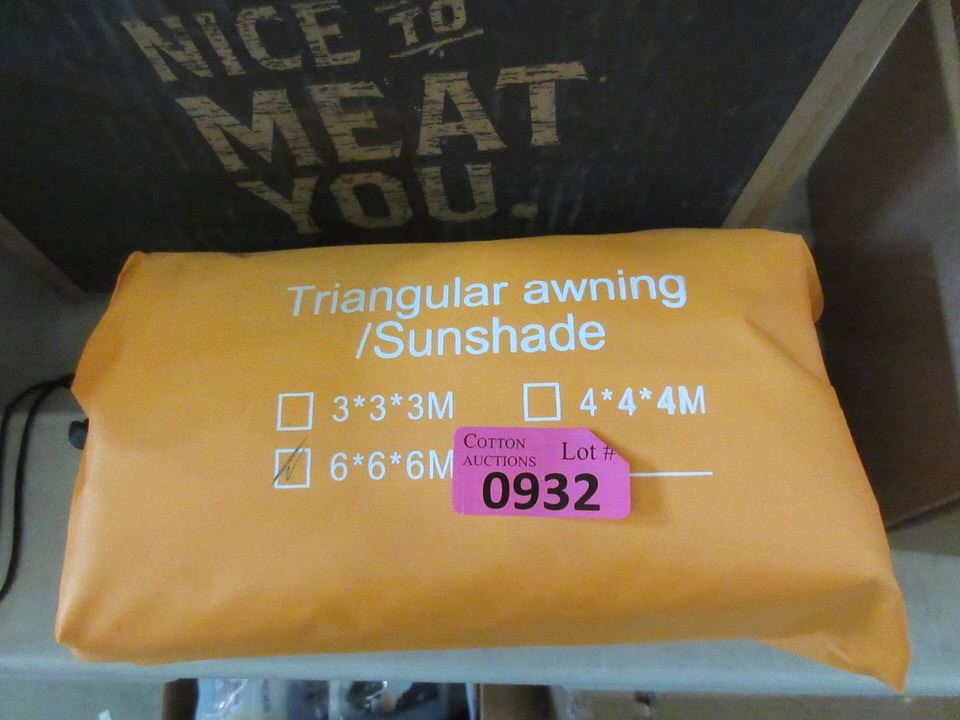 NICE TO
MEAT
YOU.
Triangular awning
/Sunshade
3*3*3M
4*4*4M
6*6*6M
COTTON
AUCTIONS
Lot #
0932